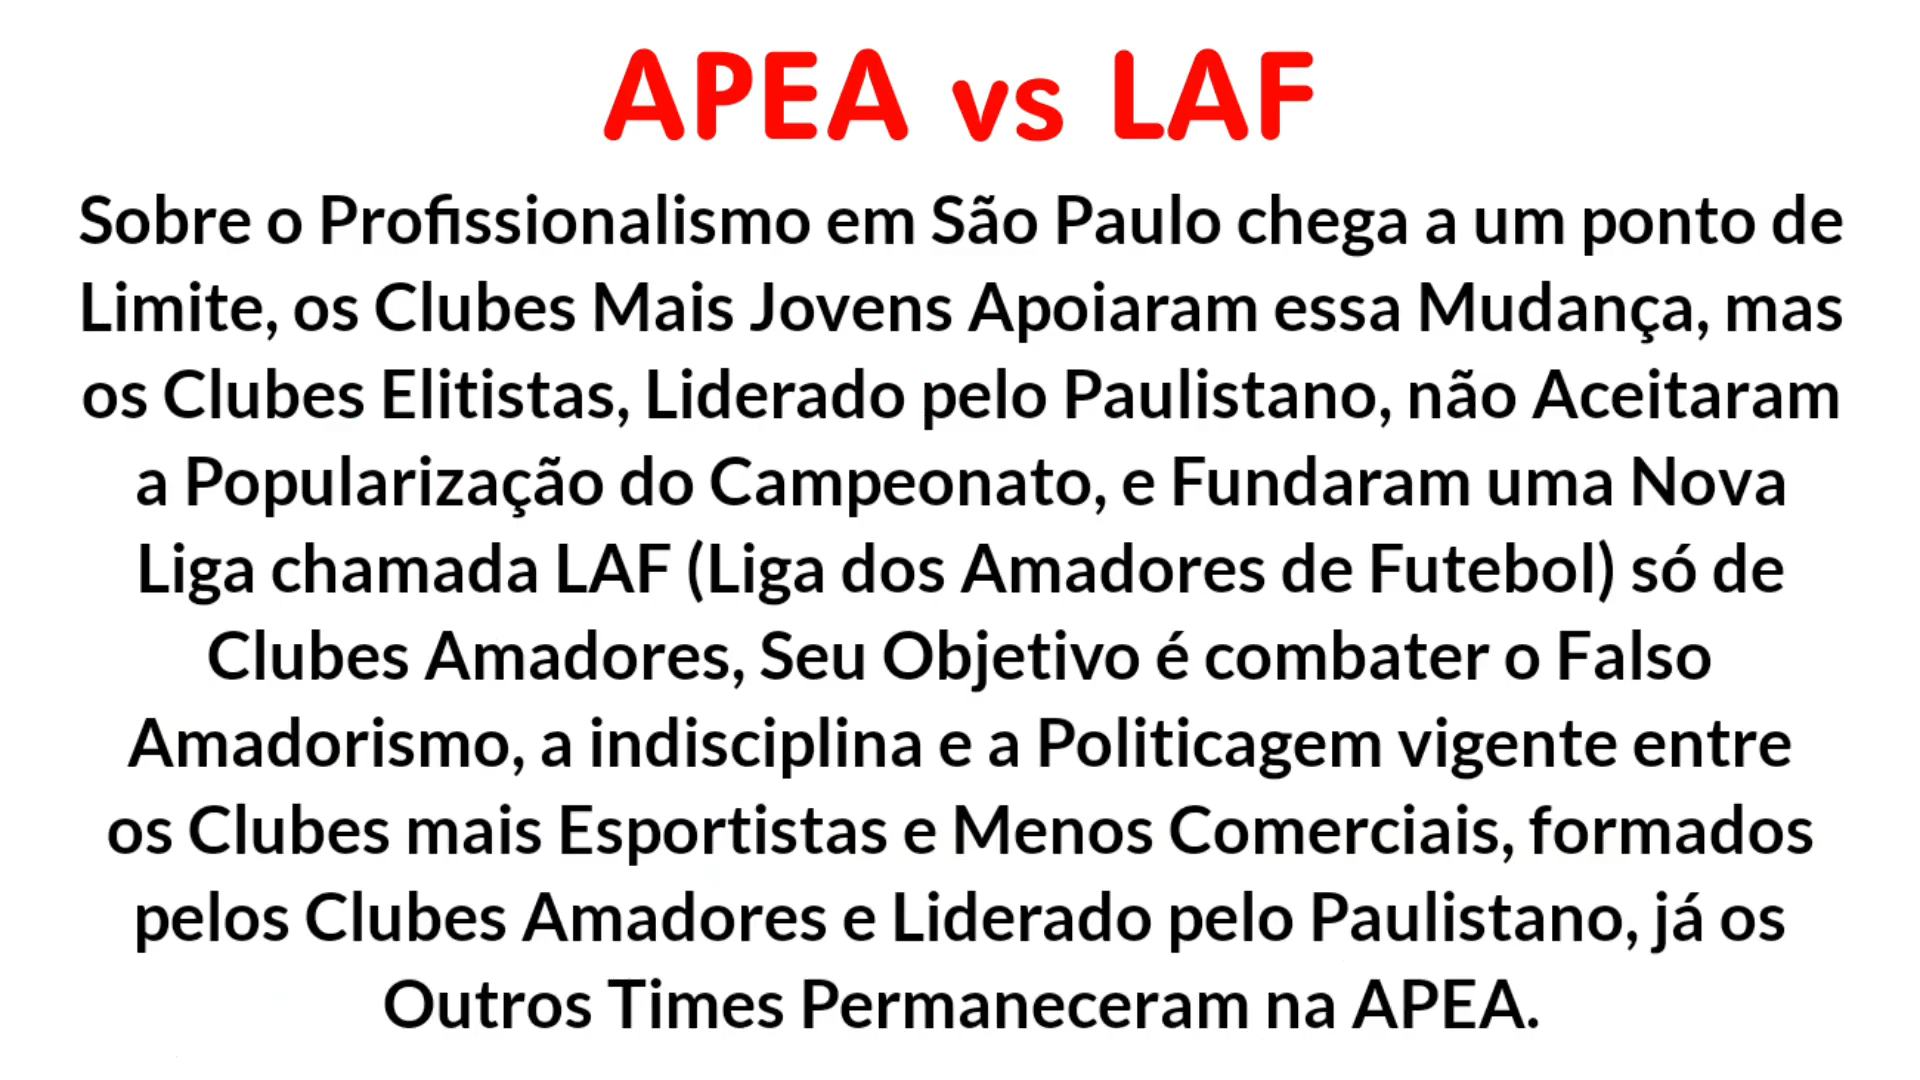 APEA vs LAF
Sobre o Profissionalismo em São Paulo chega a um ponto de
Limite, os Clubes Mais Jovens Apoiaram essa Mudança, mas
os Clubes Elitistas, Liderado pelo Paulistano, não Aceitaram
a Popularização do Campeonato, e Fundaram uma Nova
Liga chamada LAF (Liga dos Amadores de Futebol) só de
Clubes Amadores, Seu Objetivo é combater o Falso
Amadorismo, a indisciplina e a Politicagem vigente entre
os Clubes mais Esportistas e Menos Comerciais, formados
pelos Clubes Amadores e Liderado pelo Paulistano, já os
Outros Times Permaneceram na APEA.